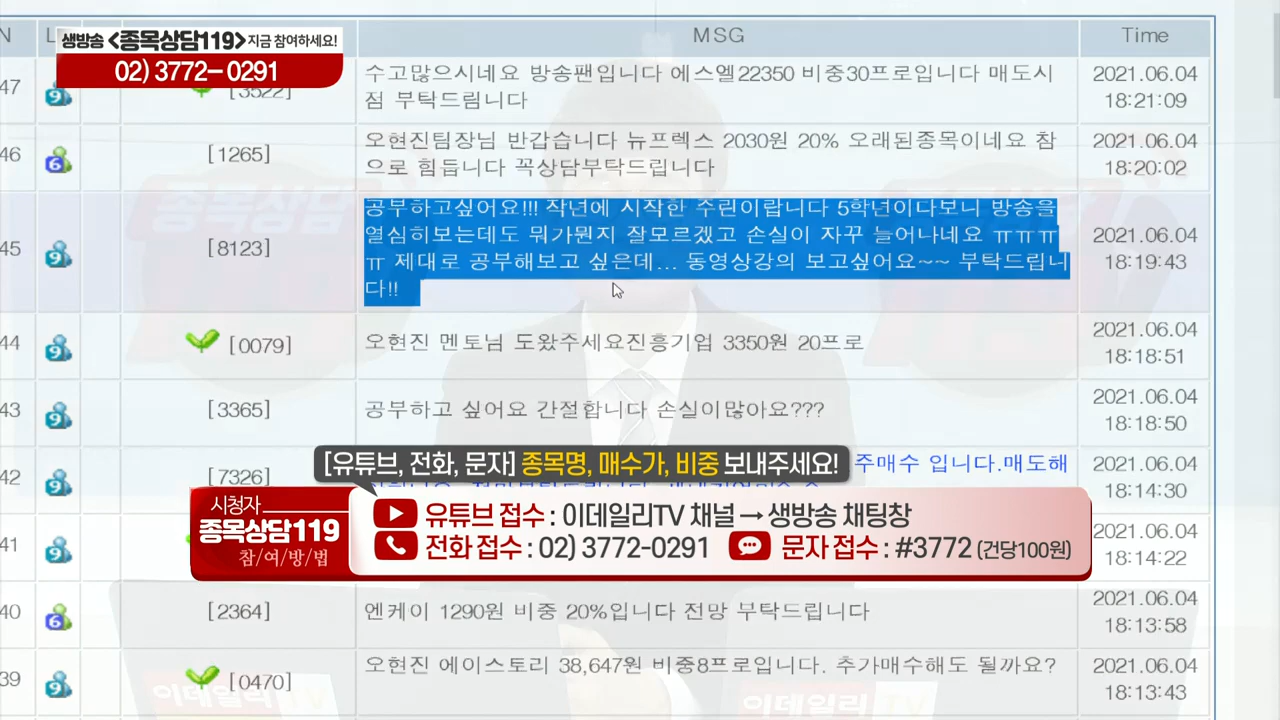 생방송 <종목상담119> 지금 참여하세요!
02) 3772-0291
N
MSG
Time
47
[3522]
수고많으시네요 방송팬입니다 에스엘22350 비중30프로입니다 매도시
점 부탁드림니다
2021.06.04
18:21:09
46
[1265]
오현진팀장님 반갑습니다 뉴프렉스 2030원 20% 오래된종목이네요 참
으로 힘듭니다 꼭상담부탁드립니다
2021.06.04
18:20:02
45
[8123]
공부하고싶어요!!! 작년에 시작한 주린이랍니다 5학년이다보니 방송을
열심히보는데도 뭐가뭔지 잘모르겠고 손실이 자꾸 늘어나네요 ㅠㅠㅠ
ㅠ 제대로 공부해보고 싶은데... 동영상강의 보고싶어요~~ 부탁드립니
다!!
2021.06.04
18:19:43
44
[0079]
오현진 멘토님 도왔주세요진흥기업 3350원 20프로
2021.06.04
18:18:51
43
[3365]
공부하고 싶어요 간절합니다 손실이많아요???
2021.06.04
18:18:50
42
[7326]
주매수 입니다.매도해
2021.06.04
18:14:30
[유튜브, 전화, 문자] 종목명, 매수가, 비중 보내주세요!
시청자
종목상담119
참/여/방/법
유튜브 접수 : 이데일리TV 채널 → 생방송 채팅창
전화 접수 : 02) 3772-0291 문자 접수 : #3772 (건당100원)
41
2021.06.04
18:14:22
40
[2364]
엔케이 1290원 비중 20%입니다 전망 부탁드립니다
2021.06.04
18:13:58
39
[0470]
오현진 에이스토리 38,647원 비중8프로입니다. 추가매수해도 될까요?
2021.06.04
18:13:43
종목상담
이데일리TV
이데일리TV